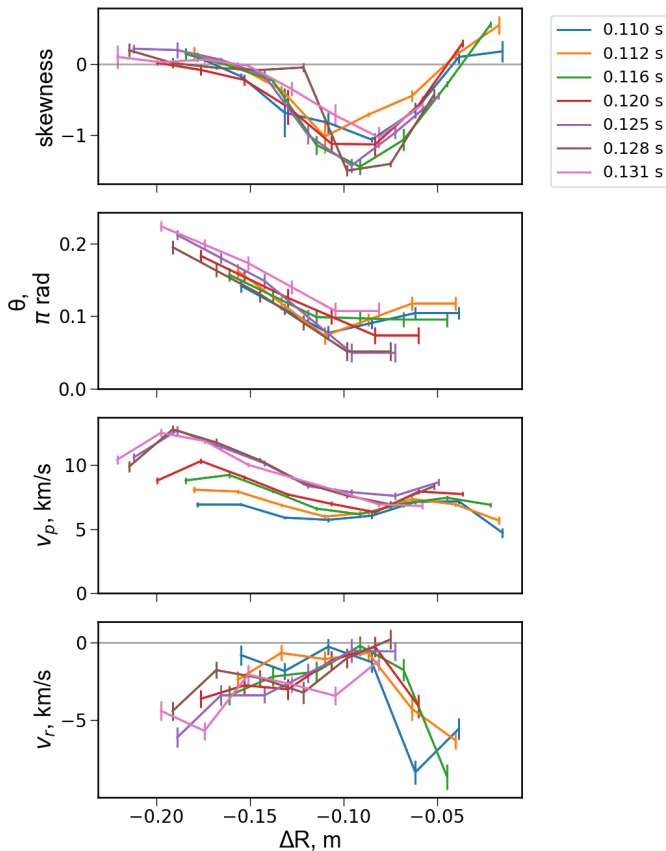 skewness
0
−1
0.110 s
0.112 s
0.116 s
0.120 s
0.125 s
0.128 s
0.131 s
θ,
π rad
0.2
0.1
0.0
v_p, km/s
10
5
0
v_r, km/s
0
−5
−0.20 −0.15 −0.10 −0.05
ΔR, m